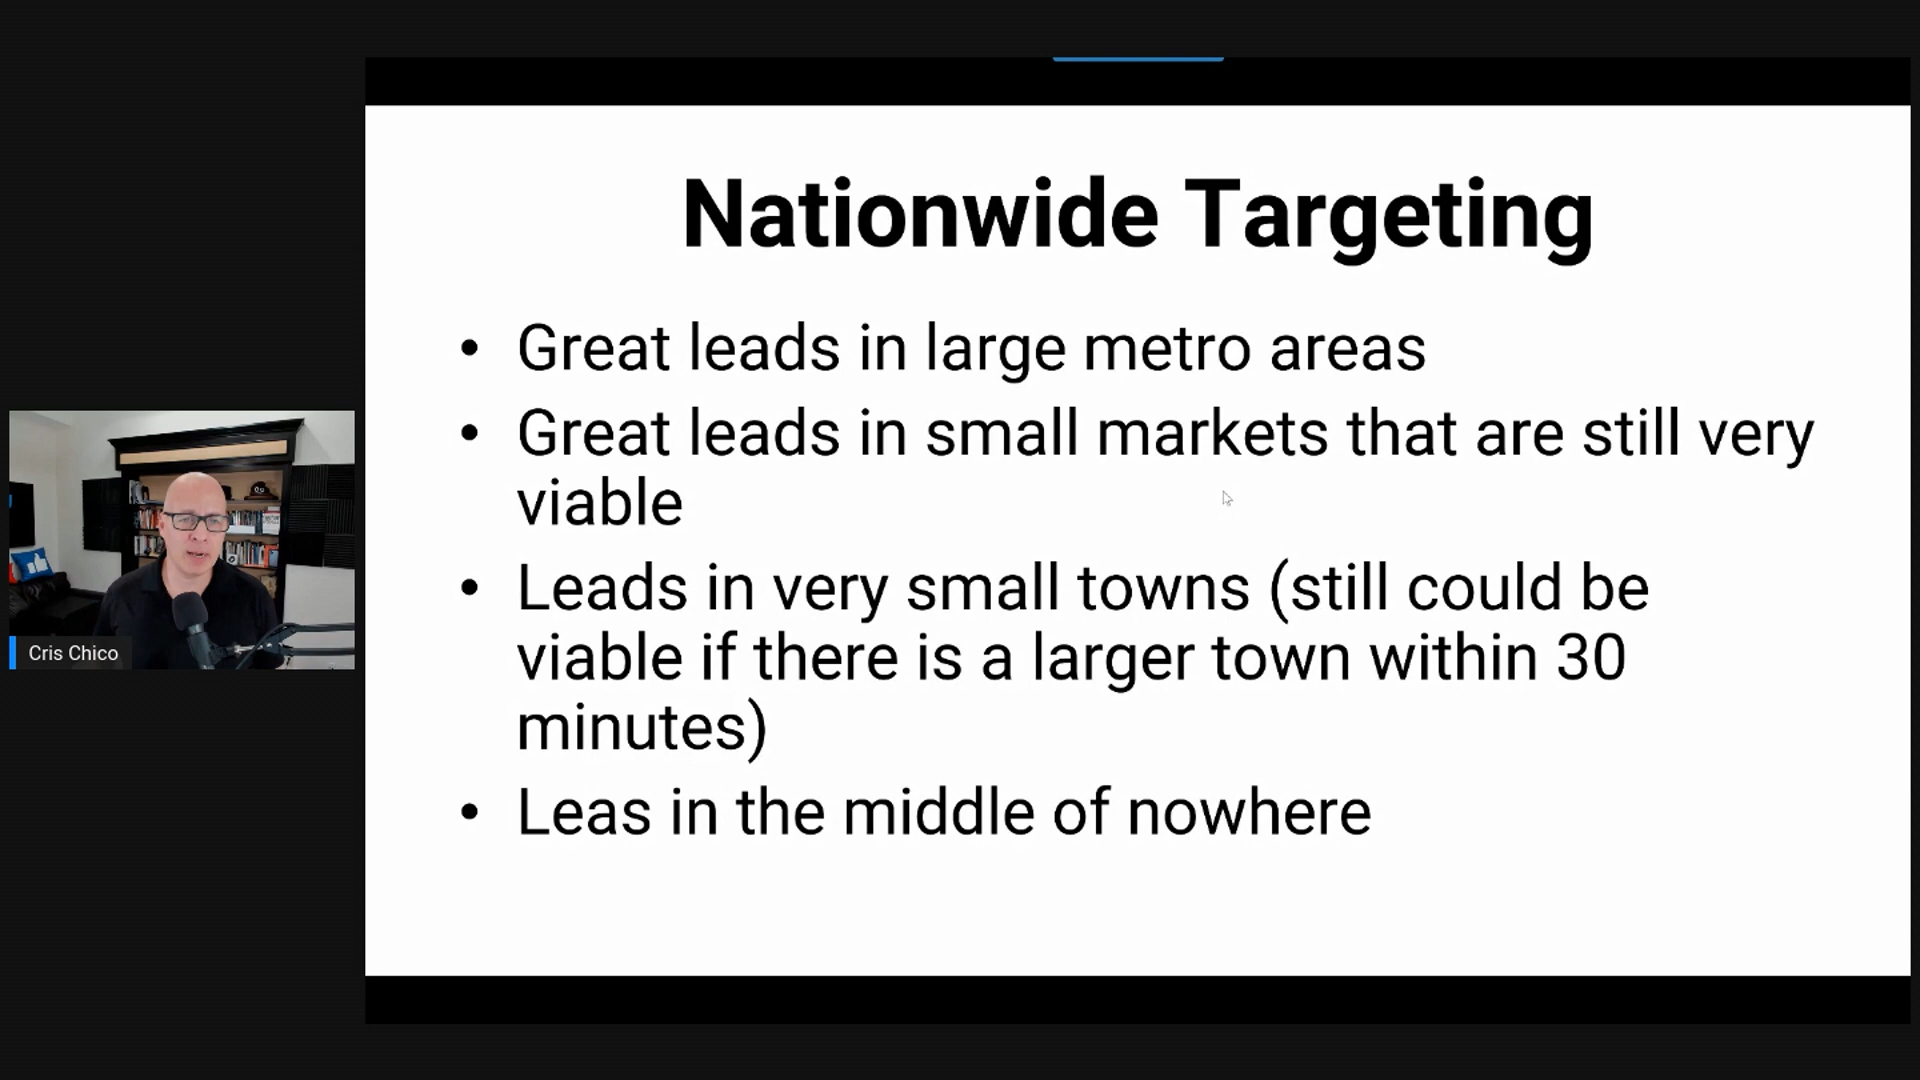 Nationwide Targeting
• Great leads in large metro areas
• Great leads in small markets that are still very
viable
• Leads in very small towns (still could be
viable if there is a larger town within 30
minutes)
• Leas in the middle of nowhere
Cris Chico